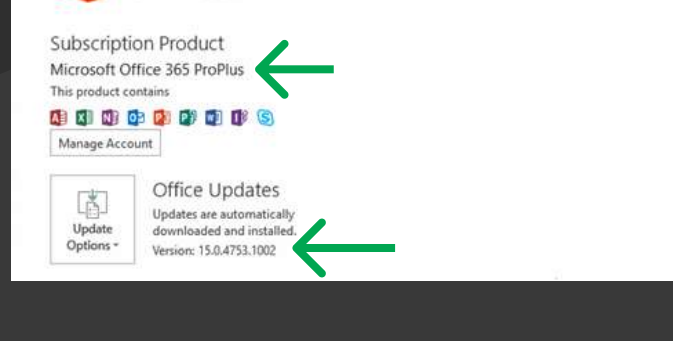 Subscription Product
Microsoft Office 365 ProPlus
This product contains
Manage Account
Office Updates
Updates are automatically
downloaded and installed.
Version: 15.0.4753.1002
Update
Options